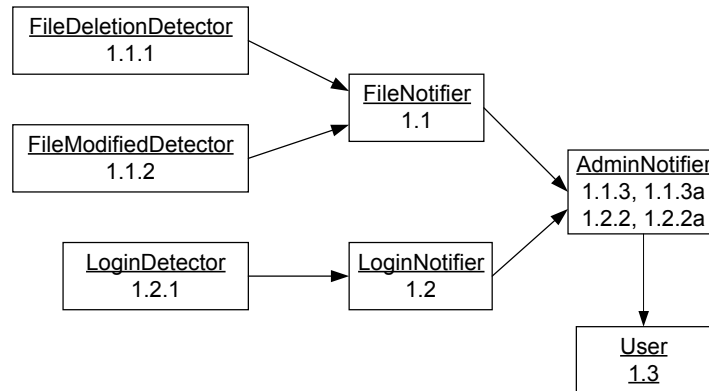 FileDeletionDetector
1.1.1
FileNotifier
1.1
FileModifiedDetector
1.1.2
AdminNotifier
1.1.3, 1.1.3a
1.2.2, 1.2.2a
LoginDetector
1.2.1
LoginNotifier
1.2
User
1.3